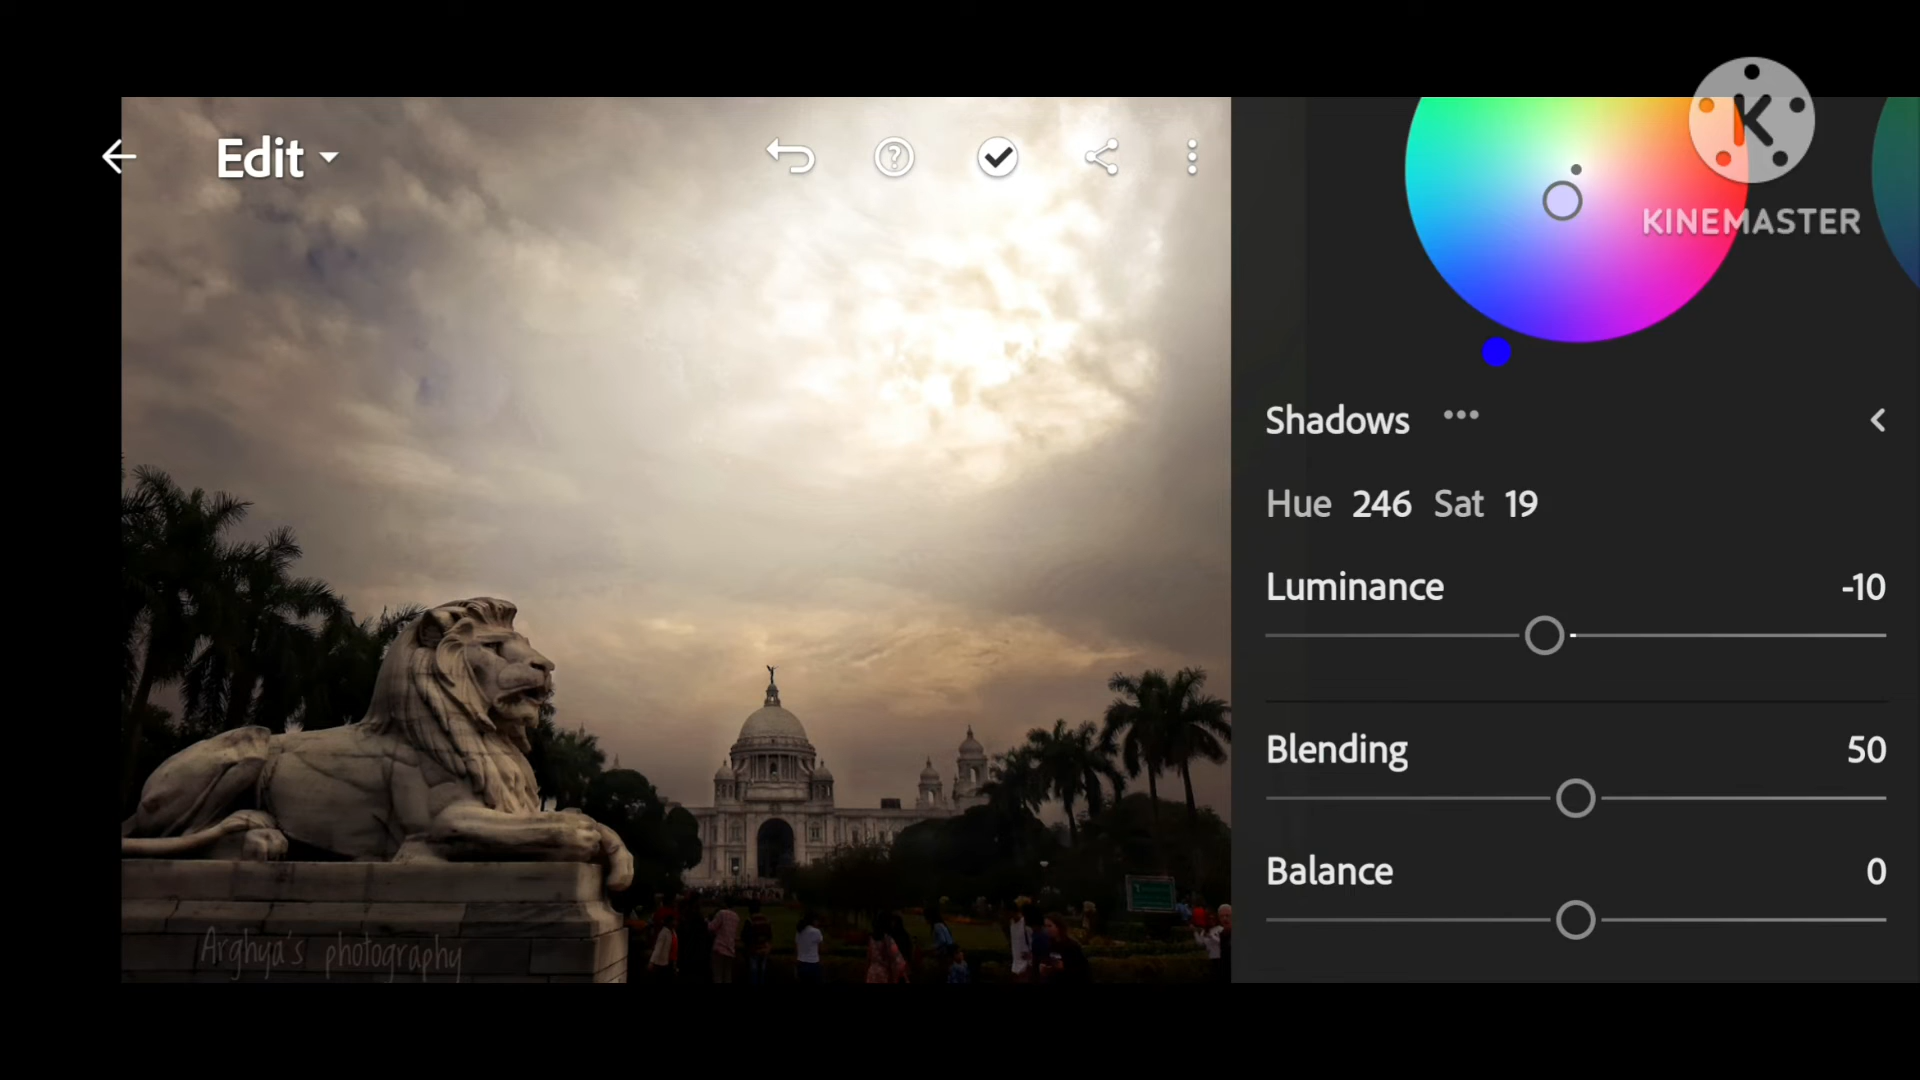 Edit
KINEMASTER
Shadows
Hue 246 Sat 19
Luminance -10
Blending 50
Balance 0
Arghya's photography